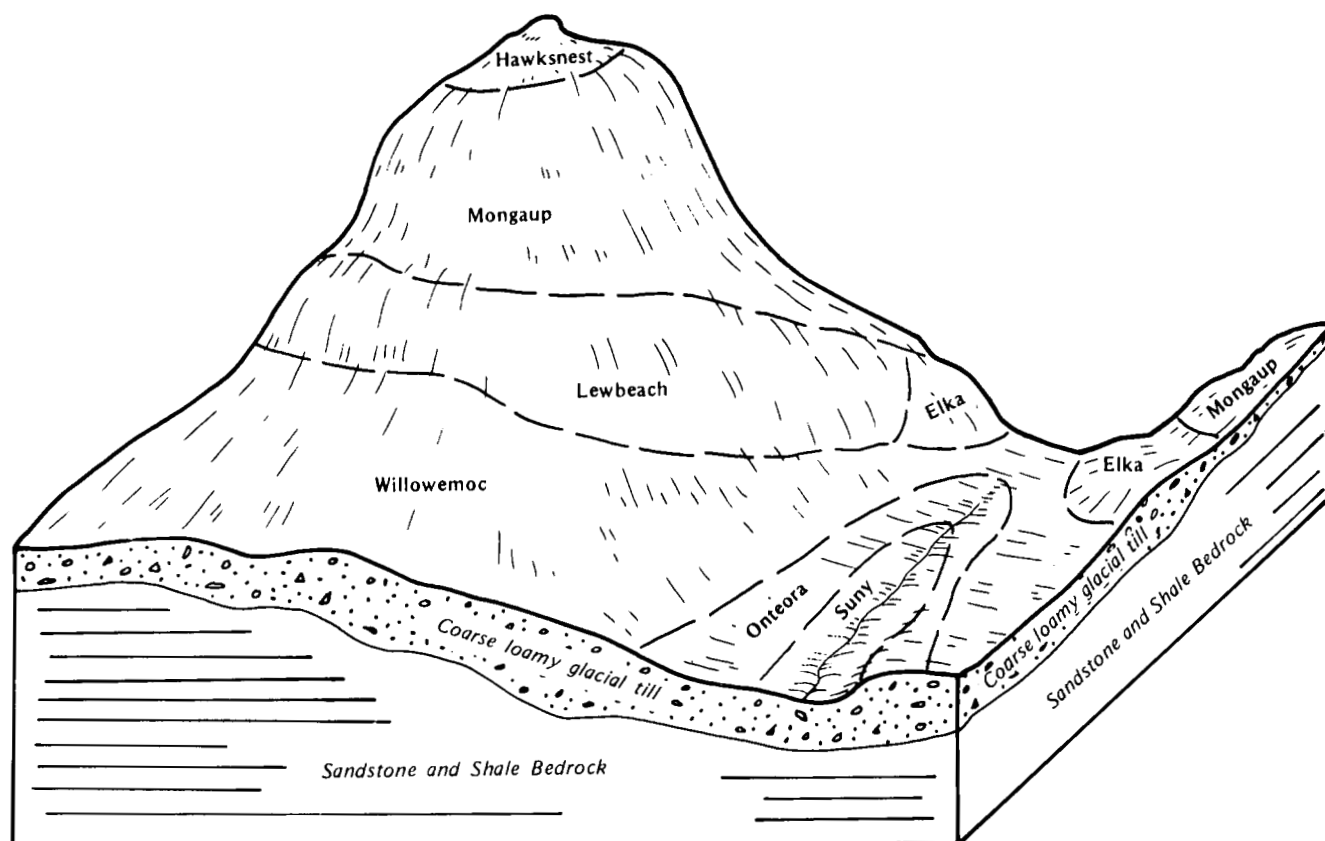 Hawksnest
Mongaup
Lewbeach
Elka
Mongaup
Elka
Willowemoc
Onteora
Suny
Coarse loamy glacial till
Coarse loamy glacial till
Sandstone and Shale Bedrock
Sandstone and Shale Bedrock